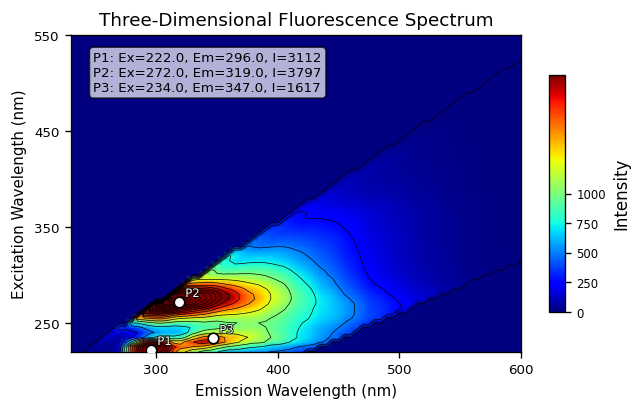 Three-Dimensional Fluorescence Spectrum
P1: Ex=222.0, Em=296.0, I=3112
P2: Ex=272.0, Em=319.0, I=3797
P3: Ex=234.0, Em=347.0, I=1617
550
450
350
250
Excitation Wavelength (nm)
P2
P3
P1
300
400
500
600
Emission Wavelength (nm)
1000
750
500
250
0
Intensity